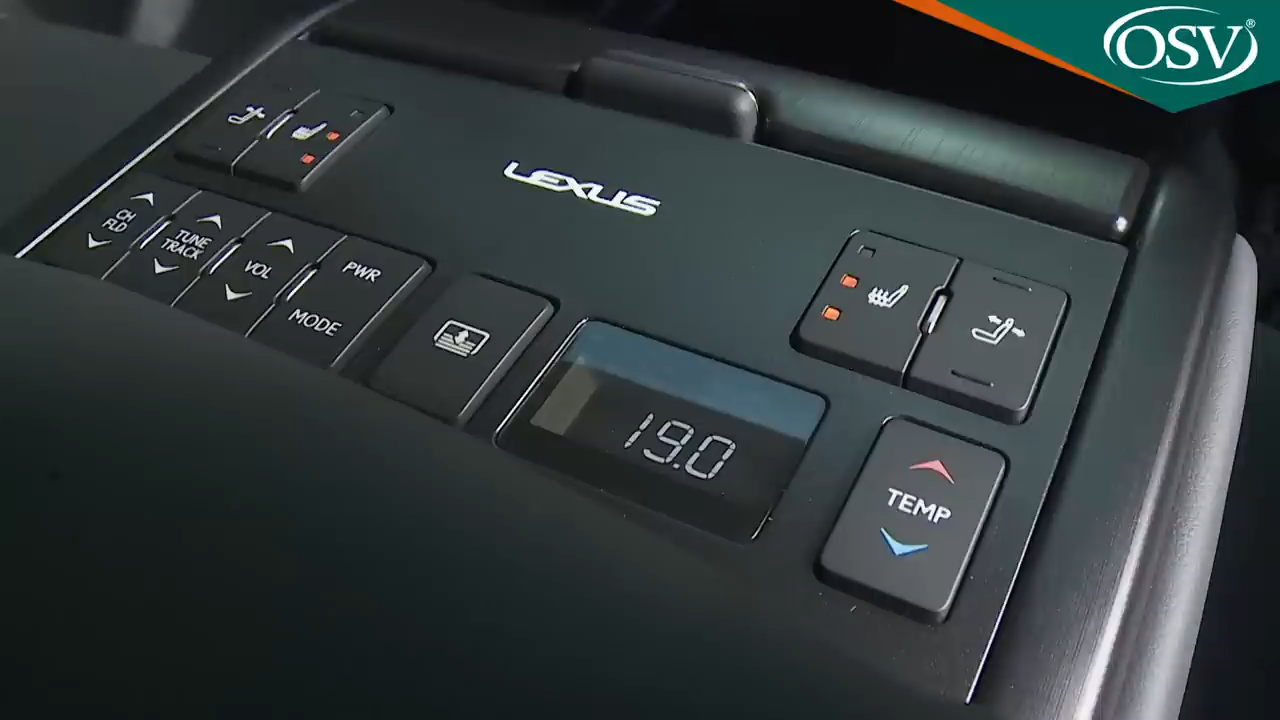 OSV®
LEXUS
CH
FLD
TUNE
TRACK
VOL
PWR
MODE
19.0
TEMP